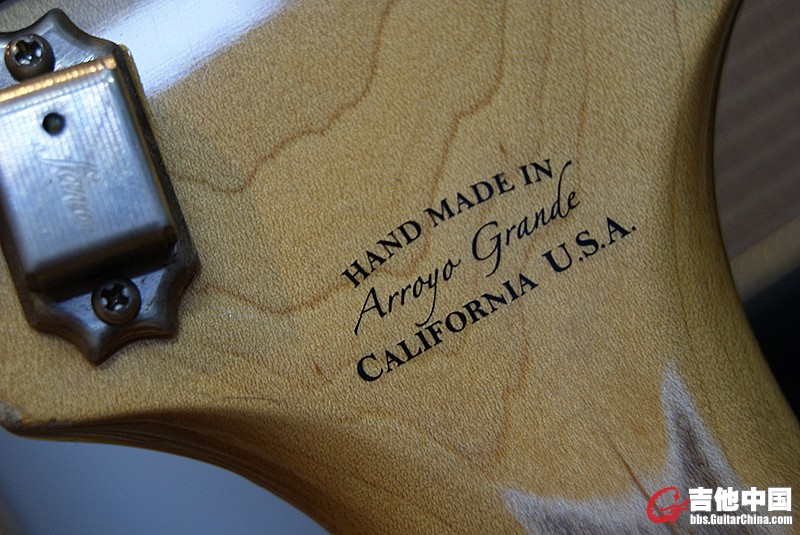 HAND MADE IN
Arroyo Grande
CALIFORNIA U.S.A.
吉他中国
bbs.GuitarChina.com